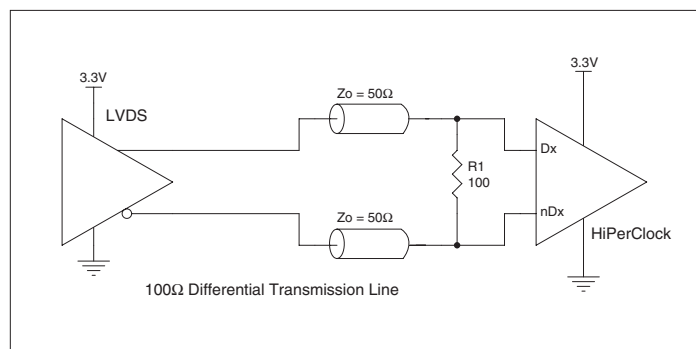 3.3V
LVDS
Zo = 50Ω
3.3V
Dx
R1
100
nDx
Zo = 50Ω
HiPerClock
100Ω Differential Transmission Line